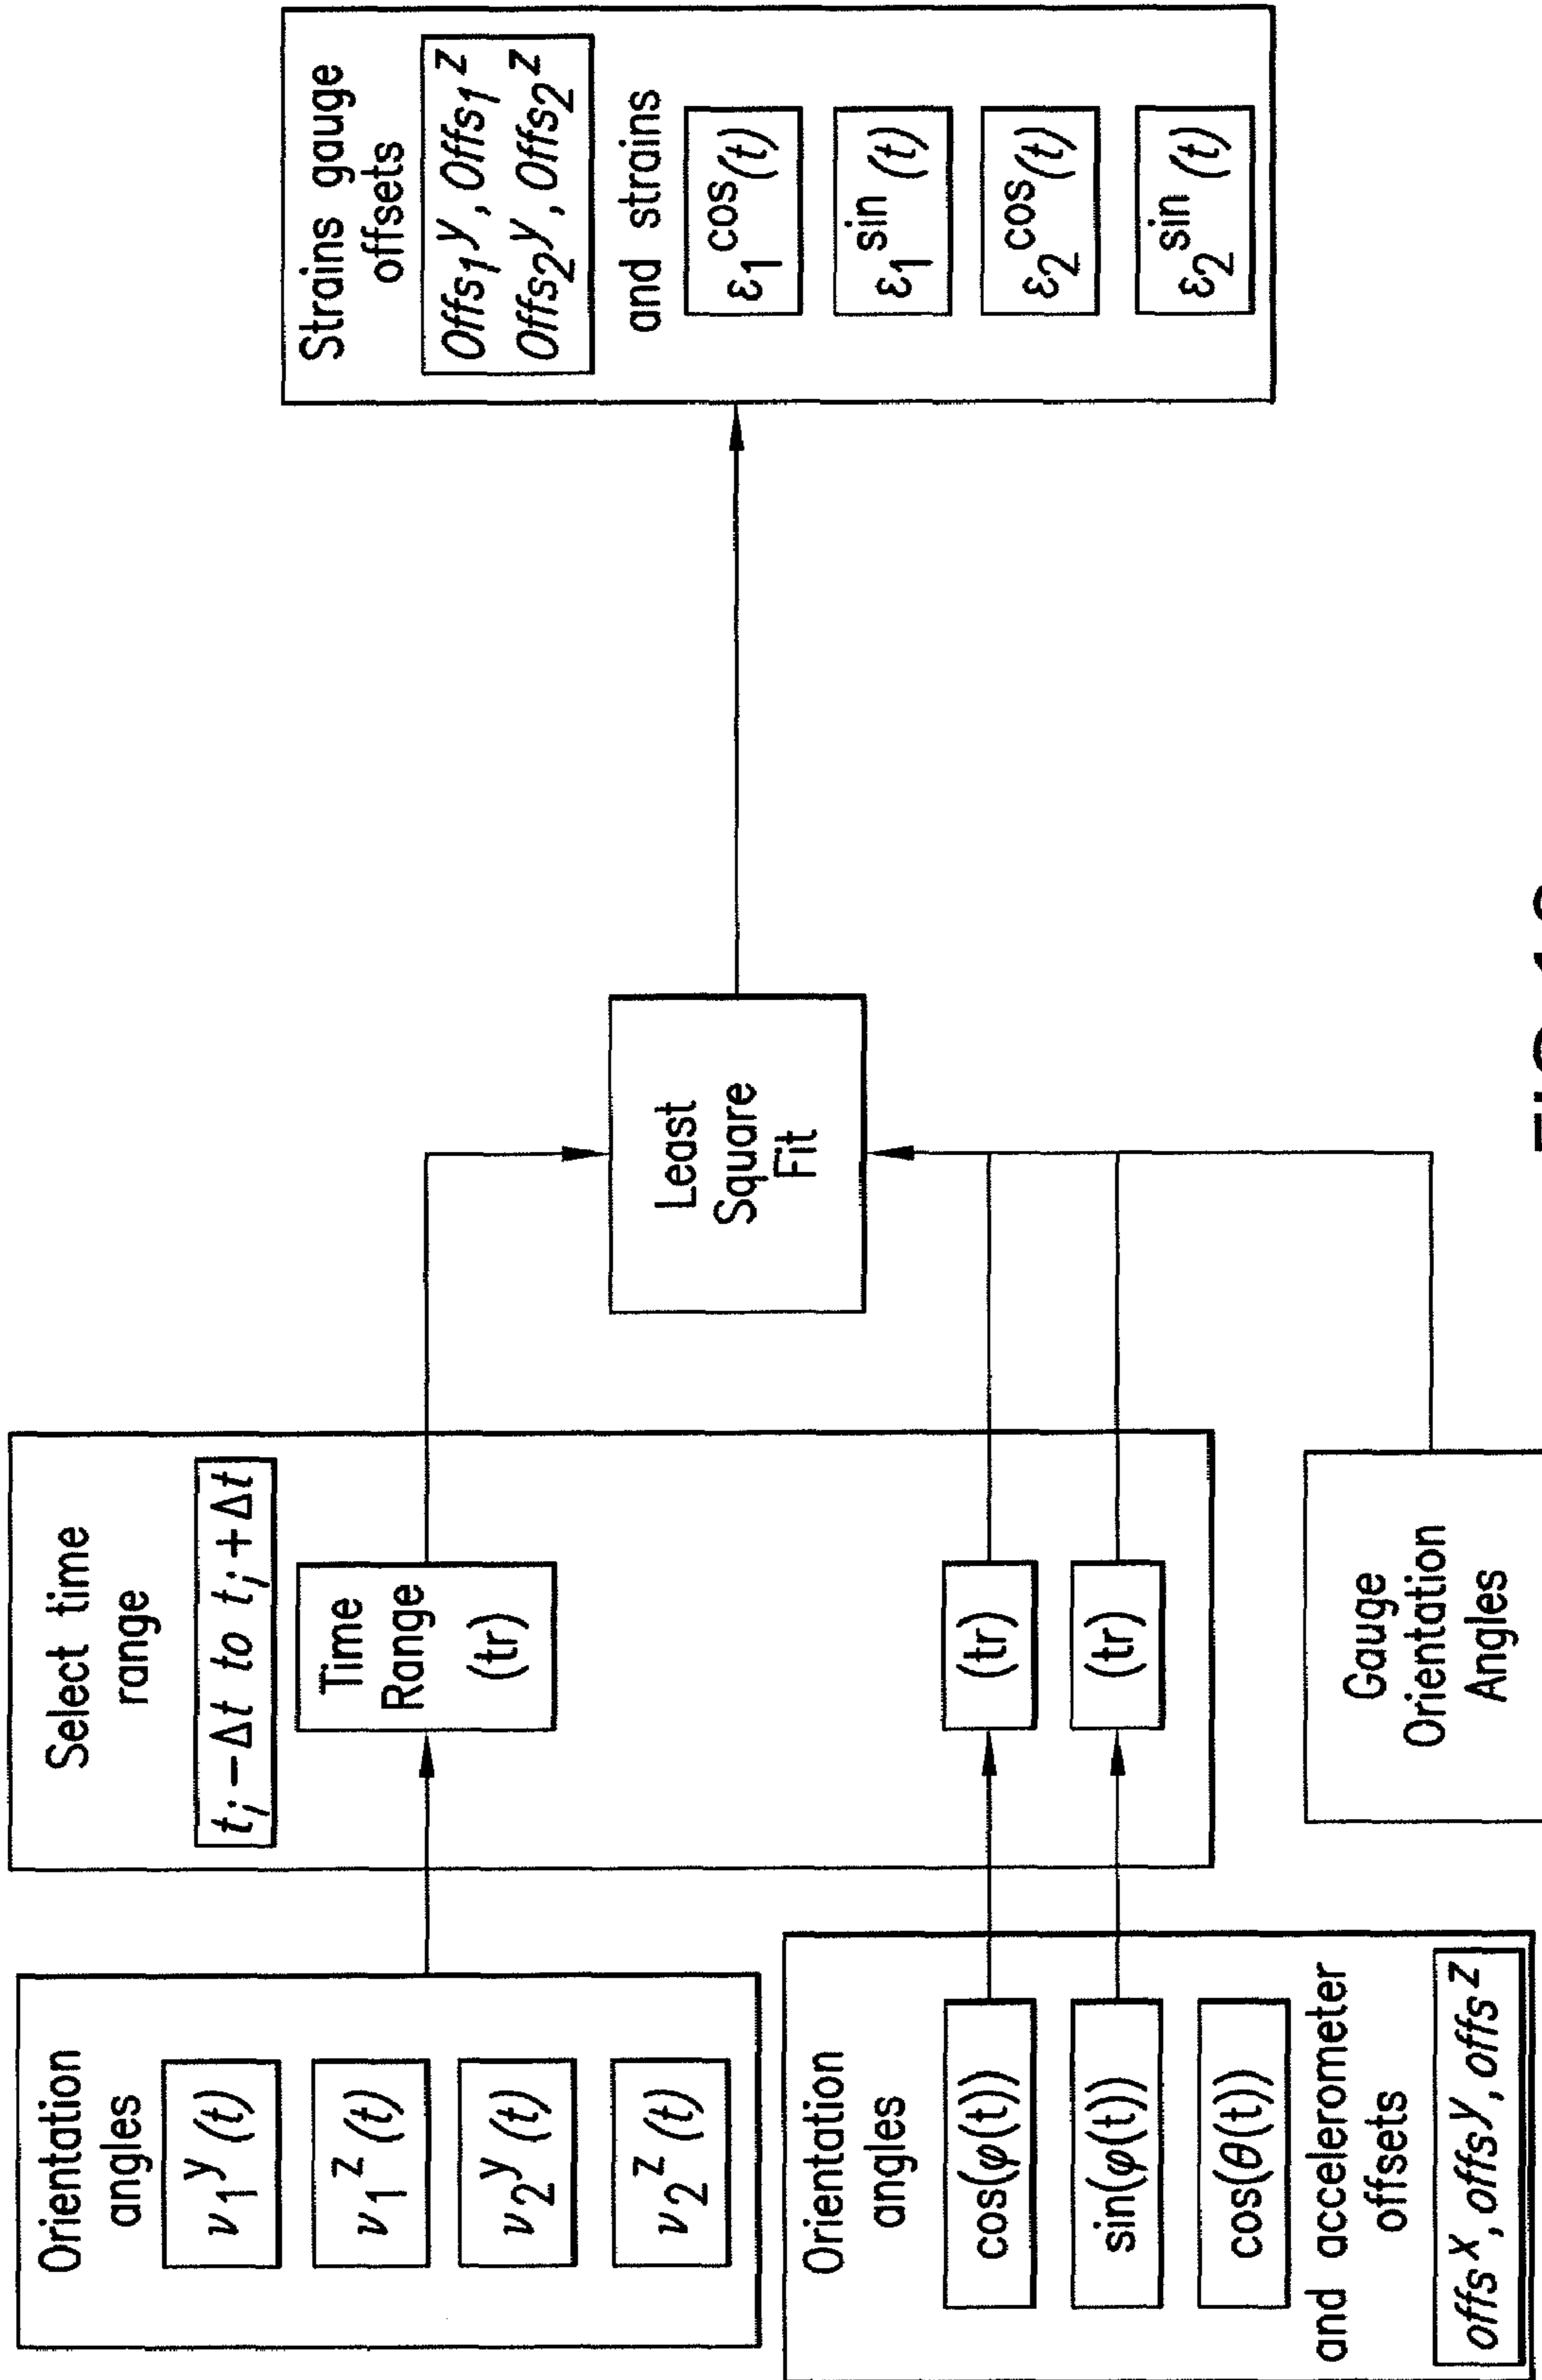 Orientation
angles
ν₁ʸ(t)
ν₁ᶻ(t)
ν₂ʸ(t)
ν₂ᶻ(t)
Orientation
angles
cos(φ(t))
sin(φ(t))
cos(θ(t))
and accelerometer
offsets
offsˣ, offsʸ, offsᶻ
Select time
range
tᵢ−Δt to tᵢ+Δt
Time
Range
(tr)
(tr)
(tr)
Gauge
Orientation
Angles
Least
Square
Fit
Strains gauge
offsets
Offs₁ʸ, Offs₁ᶻ
Offs₂ʸ, Offs₂ᶻ
and strains
ε₁ᶜᵒˢ(t)
ε₁ˢⁱⁿ(t)
ε₂ᶜᵒˢ(t)
ε₂ˢⁱⁿ(t)